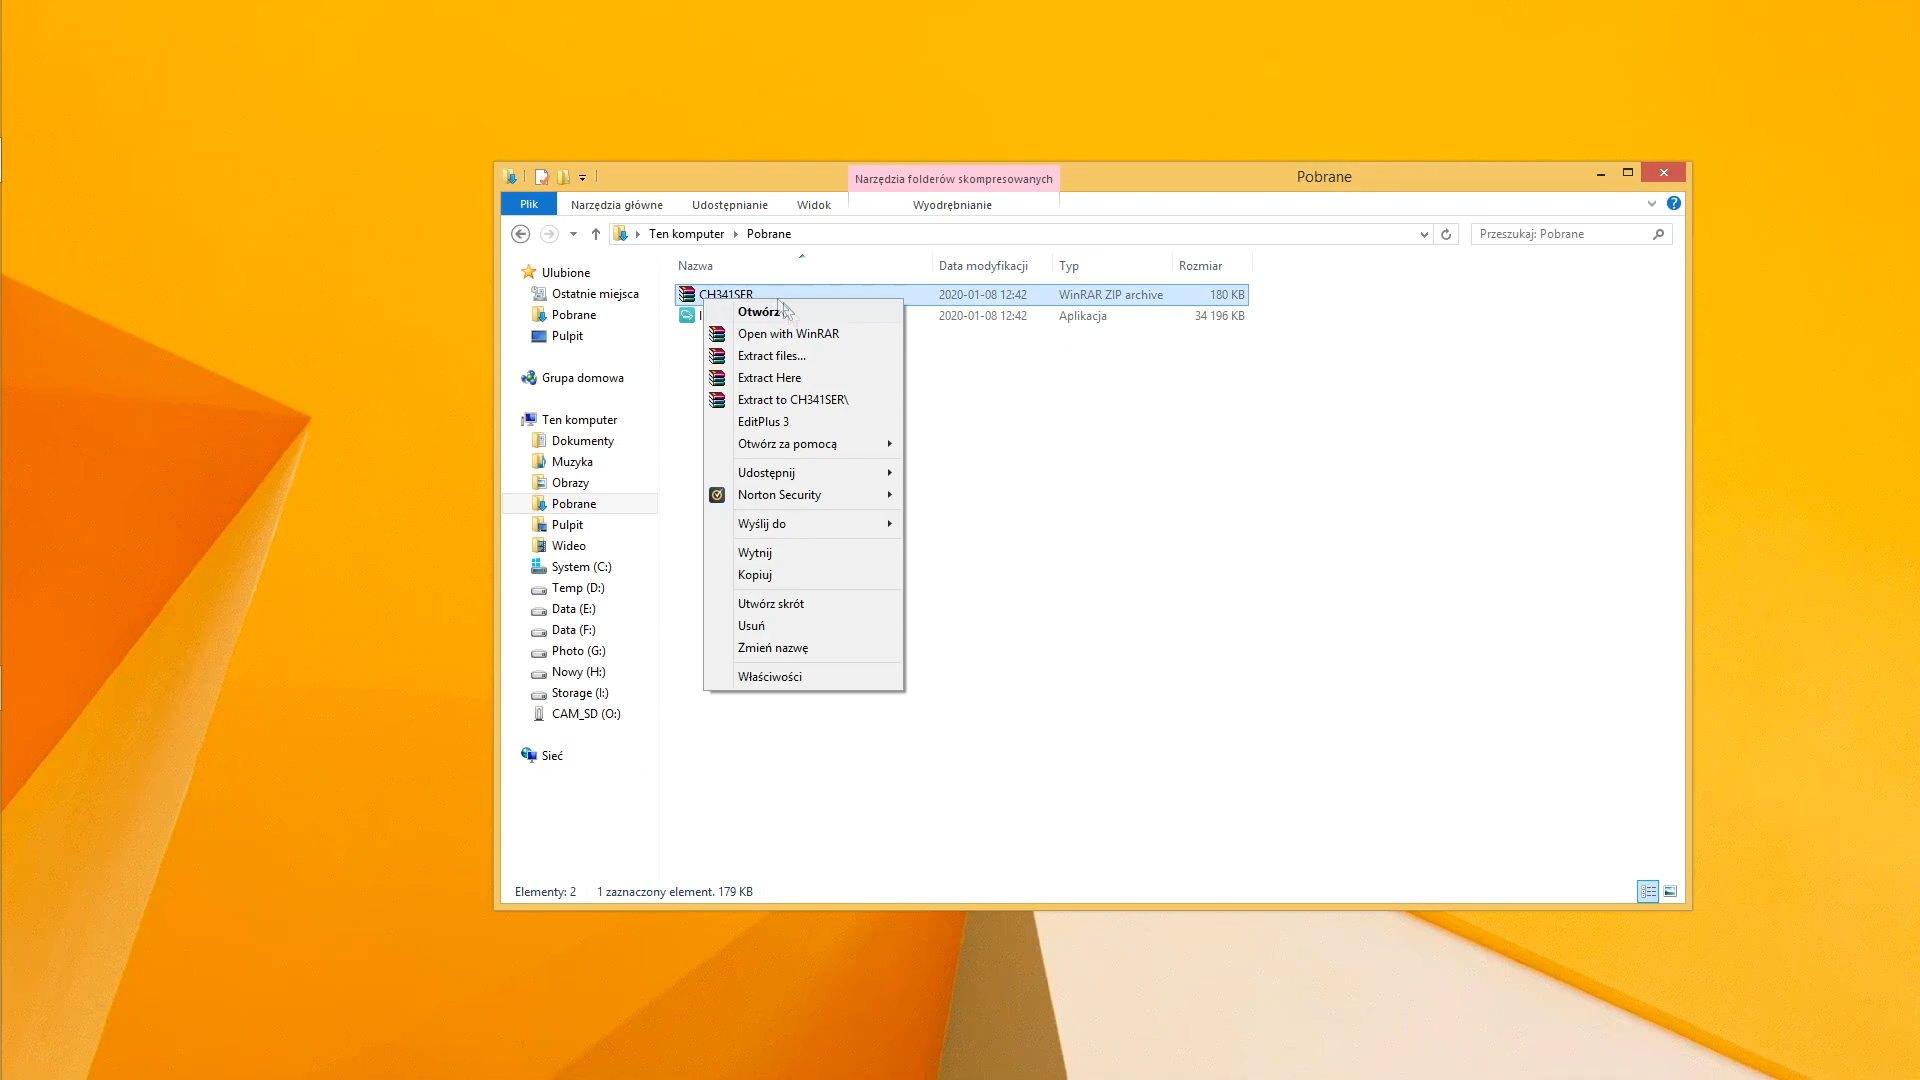 Narzędzia folderów skompresowanych
Pobrane
Plik
Narzędzia główne
Udostępnianie
Widok
Wyodrębnianie
Ten komputer
Pobrane
Przeszukaj: Pobrane
Nazwa
Data modyfikacji
Typ
Rozmiar
CH341SER
2020-01-08 12:42
WinRAR ZIP archive
180 KB
2020-01-08 12:42
Aplikacja
34 196 KB
Ulubione
Ostatnie miejsca
Pobrane
Pulpit
Grupa domowa
Ten komputer
Dokumenty
Muzyka
Obrazy
Pobrane
Pulpit
Wideo
System (C:)
Temp (D:)
Data (E:)
Data (F:)
Photo (G:)
Nowy (H:)
Storage (I:)
CAM_SD (O:)
Sieć
Otwórz
Open with WinRAR
Extract files...
Extract Here
Extract to CH341SER\
EditPlus 3
Otwórz za pomocą
Udostępnij
Norton Security
Wyślij do
Wytnij
Kopiuj
Utwórz skrót
Usuń
Zmień nazwę
Właściwości
Elementy: 2
1 zaznaczony element. 179 KB